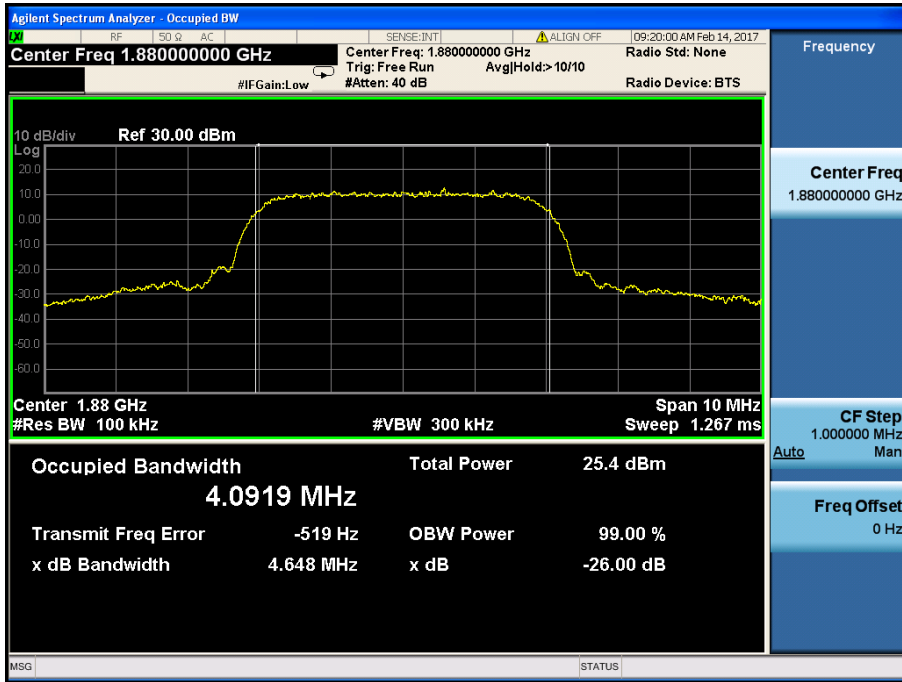 Agilent Spectrum Analyzer - Occupied BW
LXI RF 50 Ω AC SENSE:INT ALIGN OFF 09:20:00 AM Feb 14, 2017
Center Freq 1.880000000 GHz
Center Freq: 1.880000000 GHz
Radio Std: None
Trig: Free Run Avg|Hold:>10/10
#IFGain:Low
#Atten: 40 dB
Radio Device: BTS
10 dB/div Ref 30.00 dBm
Log
20.0
10.0
0.00
-10.0
-20.0
-30.0
-40.0
-50.0
-60.0
Center 1.88 GHz Span 10 MHz
#Res BW 100 kHz #VBW 300 kHz Sweep 1.267 ms
Occupied Bandwidth Total Power 25.4 dBm
4.0919 MHz
Transmit Freq Error -519 Hz OBW Power 99.00 %
x dB Bandwidth 4.648 MHz x dB -26.00 dB
MSG STATUS
Frequency
Center Freq
1.880000000 GHz
CF Step
1.000000 MHz
Auto Man
Freq Offset
0 Hz